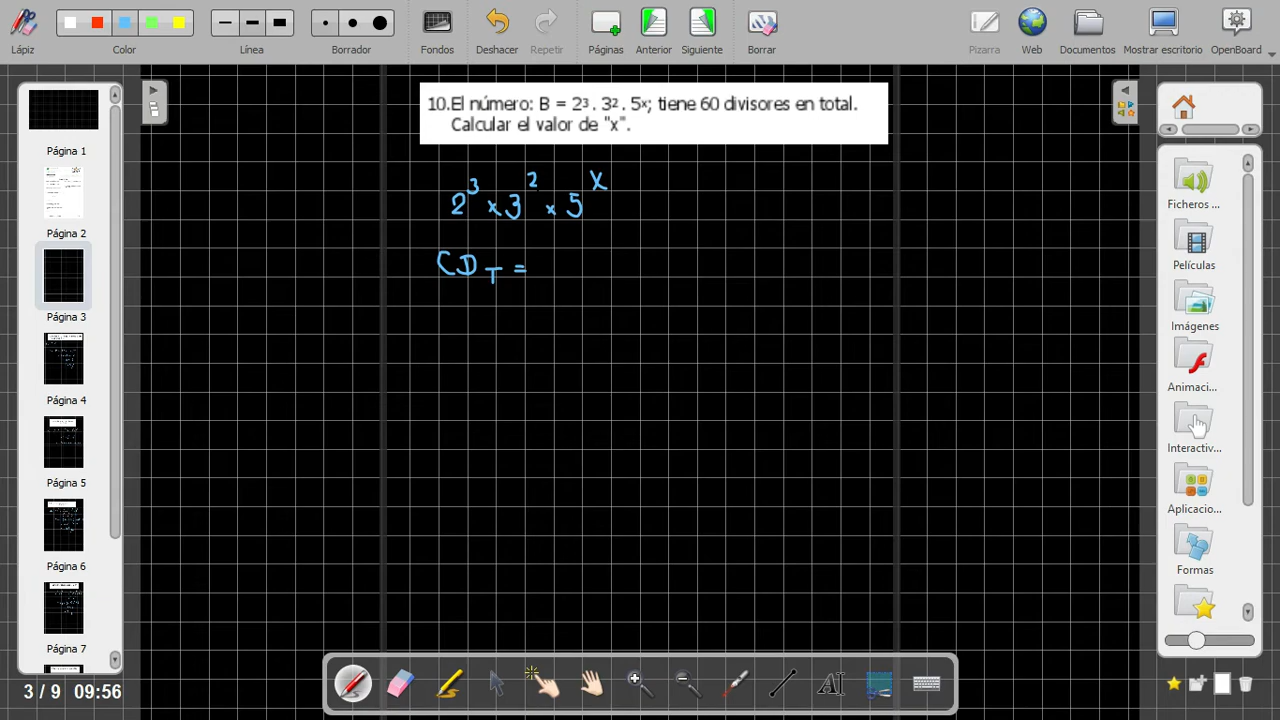 Lápiz
Color
Línea
Borrador
Fondos
Deshacer
Repetir
Páginas
Anterior
Siguiente
Borrar
Pizarra
Web
Documentos
Mostrar escritorio
OpenBoard
10.El número: B = 2³ . 3² . 5ˣ; tiene 60 divisores en total.
Calcular el valor de "x".
2³ x 3² x 5ˣ
CD_T =
Página 1
Página 2
Página 3
Página 4
Página 5
Página 6
Página 7
3 / 9 09:56
Ficheros ...
Películas
Imágenes
Animaci...
Interactiv...
Aplicacio...
Formas
AI